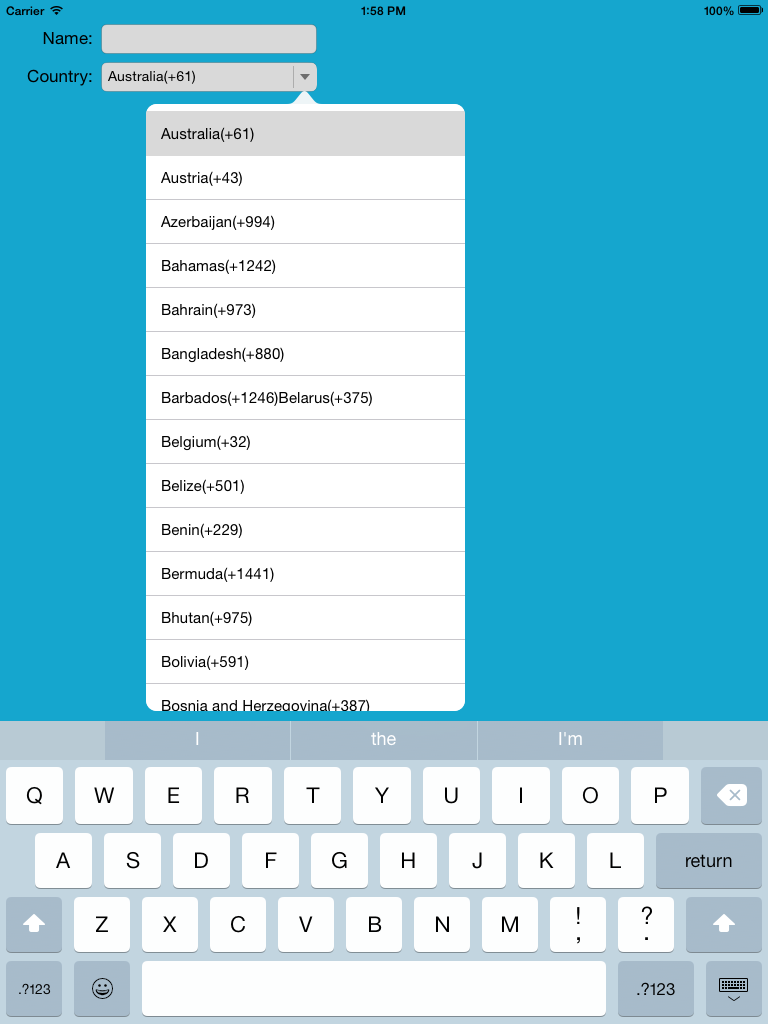 Carrier 1:58 PM 100%
Name:
Country: Australia(+61)
Australia(+61)
Austria(+43)
Azerbaijan(+994)
Bahamas(+1242)
Bahrain(+973)
Bangladesh(+880)
Barbados(+1246)Belarus(+375)
Belgium(+32)
Belize(+501)
Benin(+229)
Bermuda(+1441)
Bhutan(+975)
Bolivia(+591)
Bosnia and Herzegovina(+387)
I the I'm
Q W E R T Y U I O P
A S D F G H J K L return
Z X C V B N M ! , ? .
.?123 .?123